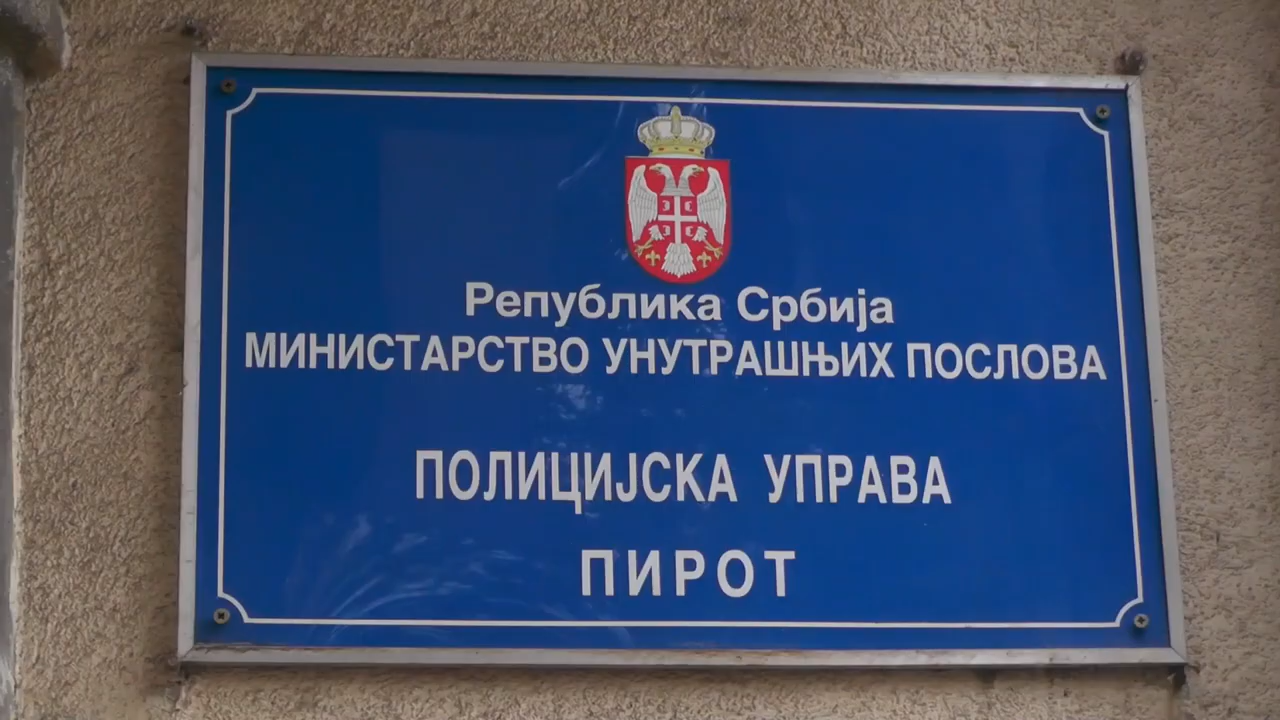 Република Србија
МИНИСТАРСТВО УНУТРАШЊИХ ПОСЛОВА
ПОЛИЦИЈСКА УПРАВА
ПИРОТ